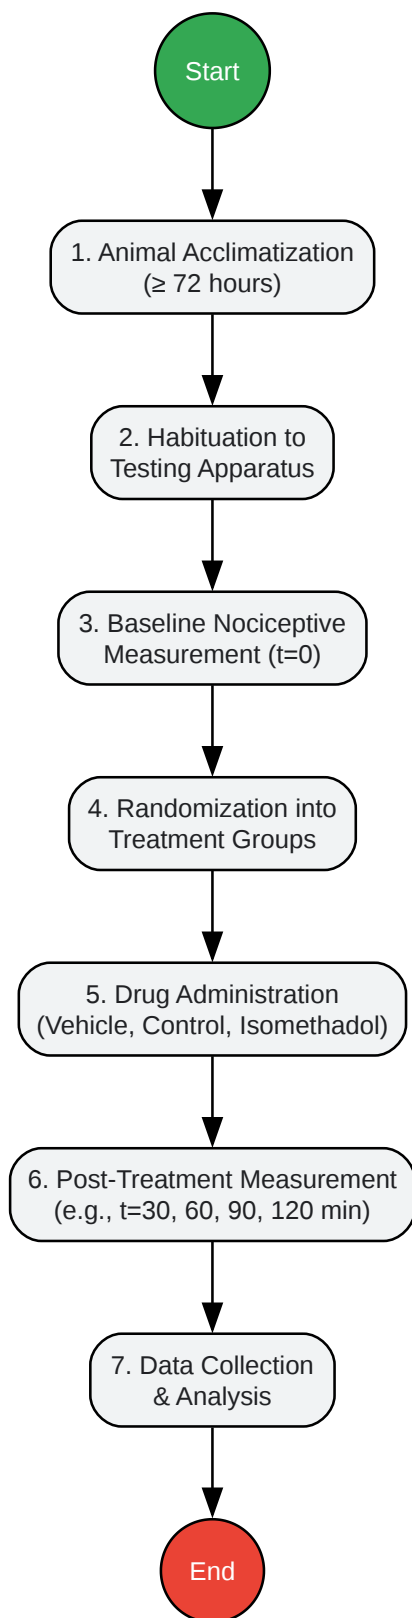 Start
1. Animal Acclimatization
(≥ 72 hours)
2. Habituation to
Testing Apparatus
3. Baseline Nociceptive
Measurement (t=0)
4. Randomization into
Treatment Groups
5. Drug Administration
(Vehicle, Control, Isomethadol)
6. Post-Treatment Measurement
(e.g., t=30, 60, 90, 120 min)
7. Data Collection
& Analysis
End